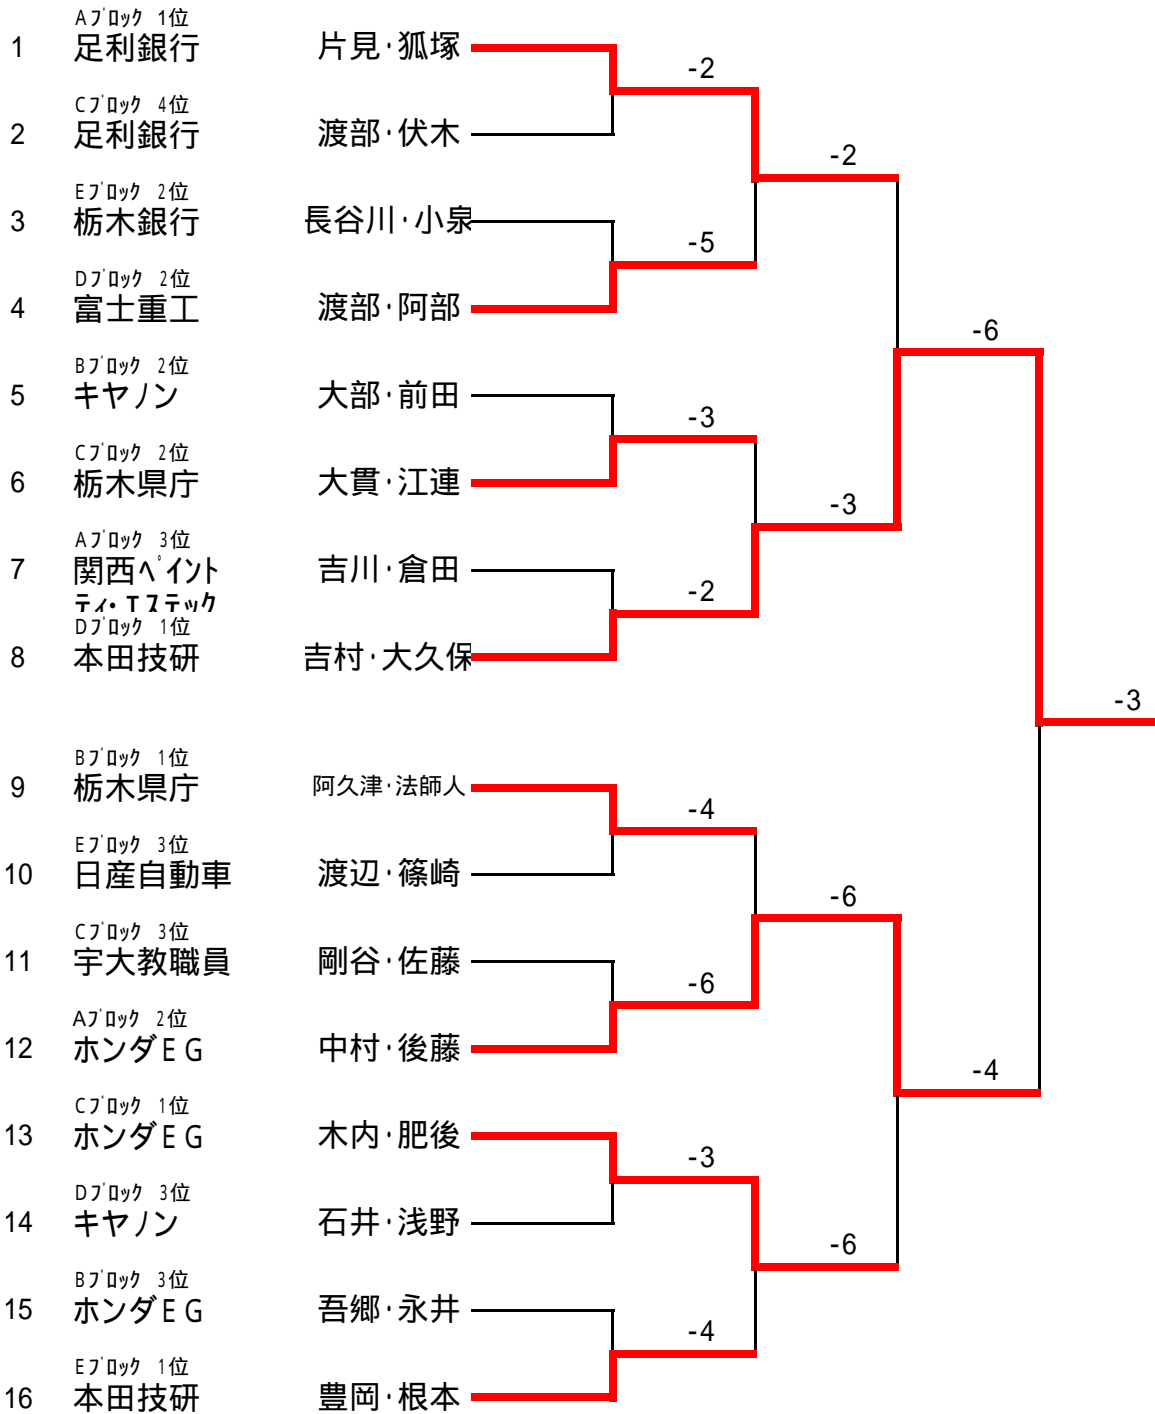 Aブロック 1位
1 足利銀行 片見・狐塚
-2
Cブロック 4位
2 足利銀行 渡部・伏木
-2
Eブロック 2位
3 栃木銀行 長谷川・小泉
-5
Dブロック 2位
4 富士重工 渡部・阿部
-6
Bブロック 2位
5 キヤノン 大部・前田
-3
Cブロック 2位
6 栃木県庁 大貫・江連
-3
Aブロック 3位
7 関西ペイント 吉川・倉田
ティ・エステック
-2
Dブロック 1位
8 本田技研 吉村・大久保
-3
Bブロック 1位
9 栃木県庁 阿久津・法師人
-4
Eブロック 3位
10 日産自動車 渡辺・篠崎
-6
Cブロック 3位
11 宇大教職員 剛谷・佐藤
-6
Aブロック 2位
12 ホンダEG 中村・後藤
-4
Cブロック 1位
13 ホンダEG 木内・肥後
-3
Dブロック 3位
14 キヤノン 石井・浅野
-6
Bブロック 3位
15 ホンダEG 吾郷・永井
-4
Eブロック 1位
16 本田技研 豊岡・根本